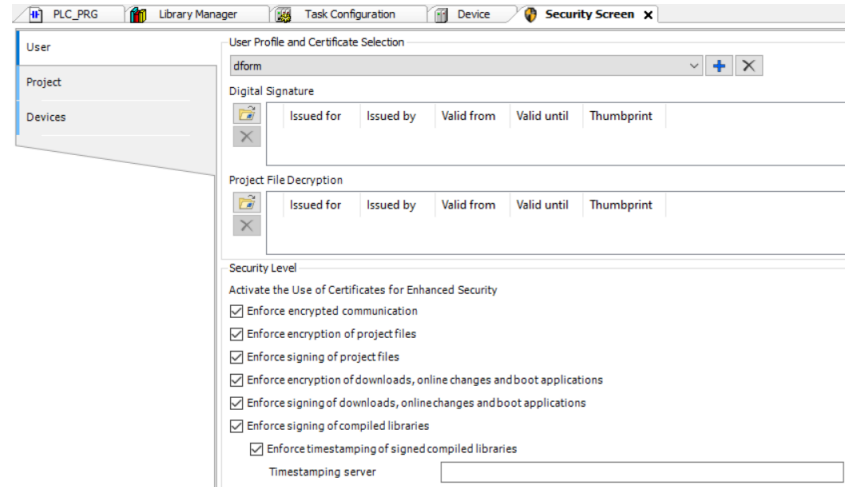 PLC_PRG Library Manager Task Configuration Device Security Screen X
User
Project
Devices
User Profile and Certificate Selection
dform
Digital Signature
Issued for Issued by Valid from Valid until Thumbprint
Project File Decryption
Issued for Issued by Valid from Valid until Thumbprint
Security Level
Activate the Use of Certificates for Enhanced Security
Enforce encrypted communication
Enforce encryption of project files
Enforce signing of project files
Enforce encryption of downloads, online changes and boot applications
Enforce signing of downloads, online changes and boot applications
Enforce signing of compiled libraries
Enforce timestamping of signed compiled libraries
Timestamping server